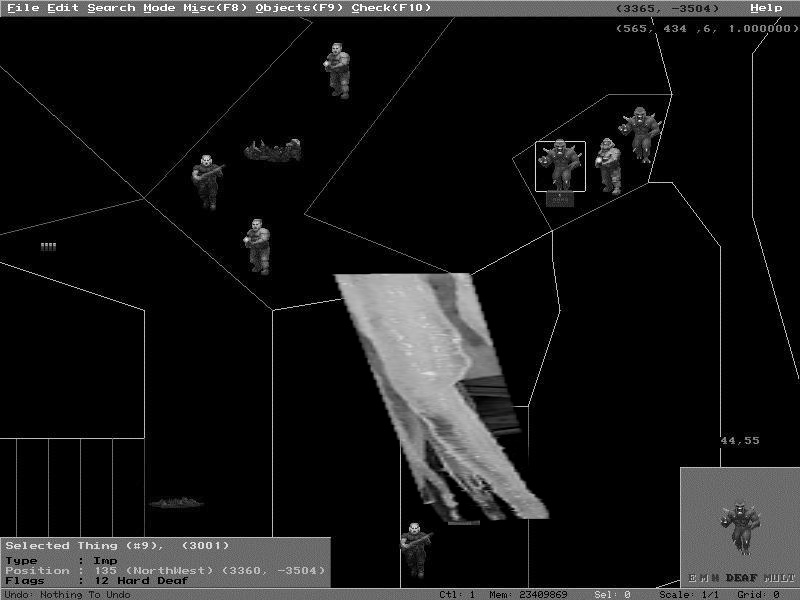 File Edit Search Mode Misc(F8) Objects(F9) Check(F10) (3365, -3504) Help
(565, 434 ,6, 1.000000)
44,55
Selected Thing (#9), (3001)
Type : Imp
Position : 135 (NorthWest) (3360, -3504)
Flags : 12 Hard Deaf
E M H DEAF MULT
Undo: Nothing To Undo Ctl: 1 Mem: 23409869 Sel: 0 Scale: 1/1 Grid: 0